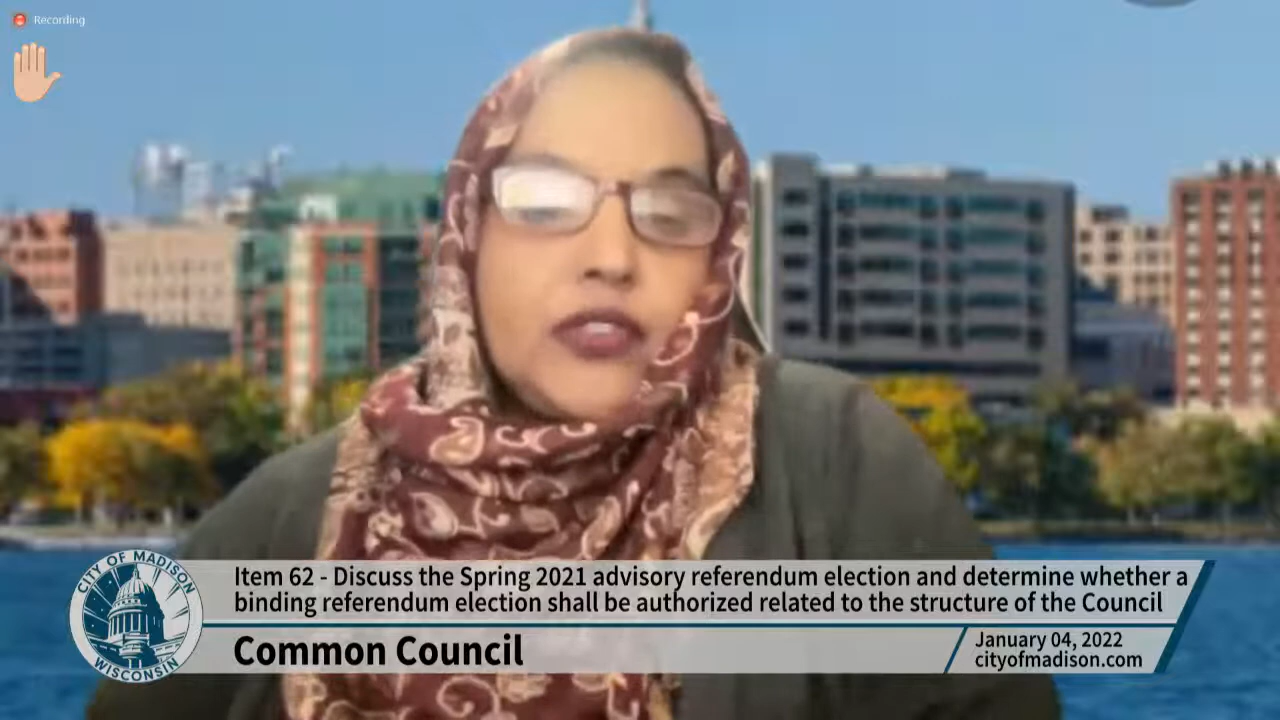 Recording
CITY OF MADISON
WISCONSIN
Item 62 - Discuss the Spring 2021 advisory referendum election and determine whether a
binding referendum election shall be authorized related to the structure of the Council
Common Council
January 04, 2022
cityofmadison.com